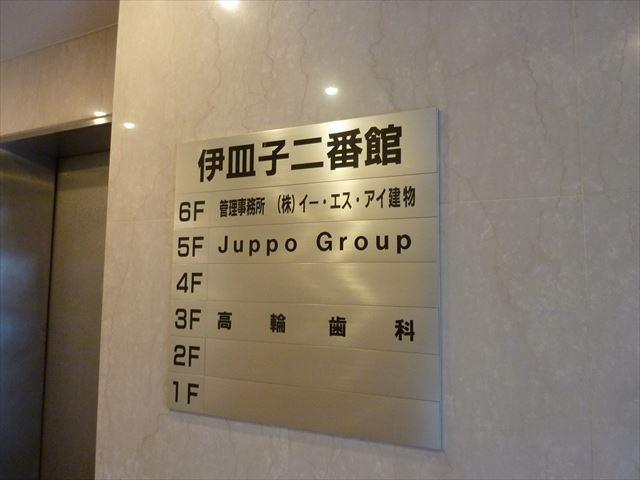 伊皿子二番館
6F 管理事務所 (株)イー・エス・アイ建物
5F Juppo Group
4F
3F 高輪歯科
2F
1F